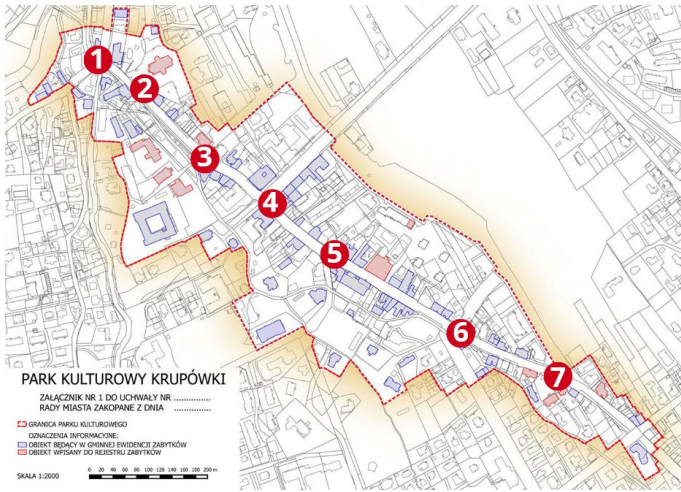 1
2
3
4
5
6
7
PARK KULTUROWY KRUPÓWKI
ZAŁĄCZNIK NR 1 DO UCHWAŁY NR ...............
RADY MIASTA ZAKOPANE Z DNIA ...............
GRANICA PARKU KULTUROWEGO
OZNACZENIA INFORMACYJNE:
OBIEKT BĘDĄCY W GMINNEJ EWIDENCJI ZABYTKÓW
OBIEKT WPISANY DO REJESTRU ZABYTKÓW
SKALA 1:2000
0 20 40 60 80 100 120 140 160 180 200 m